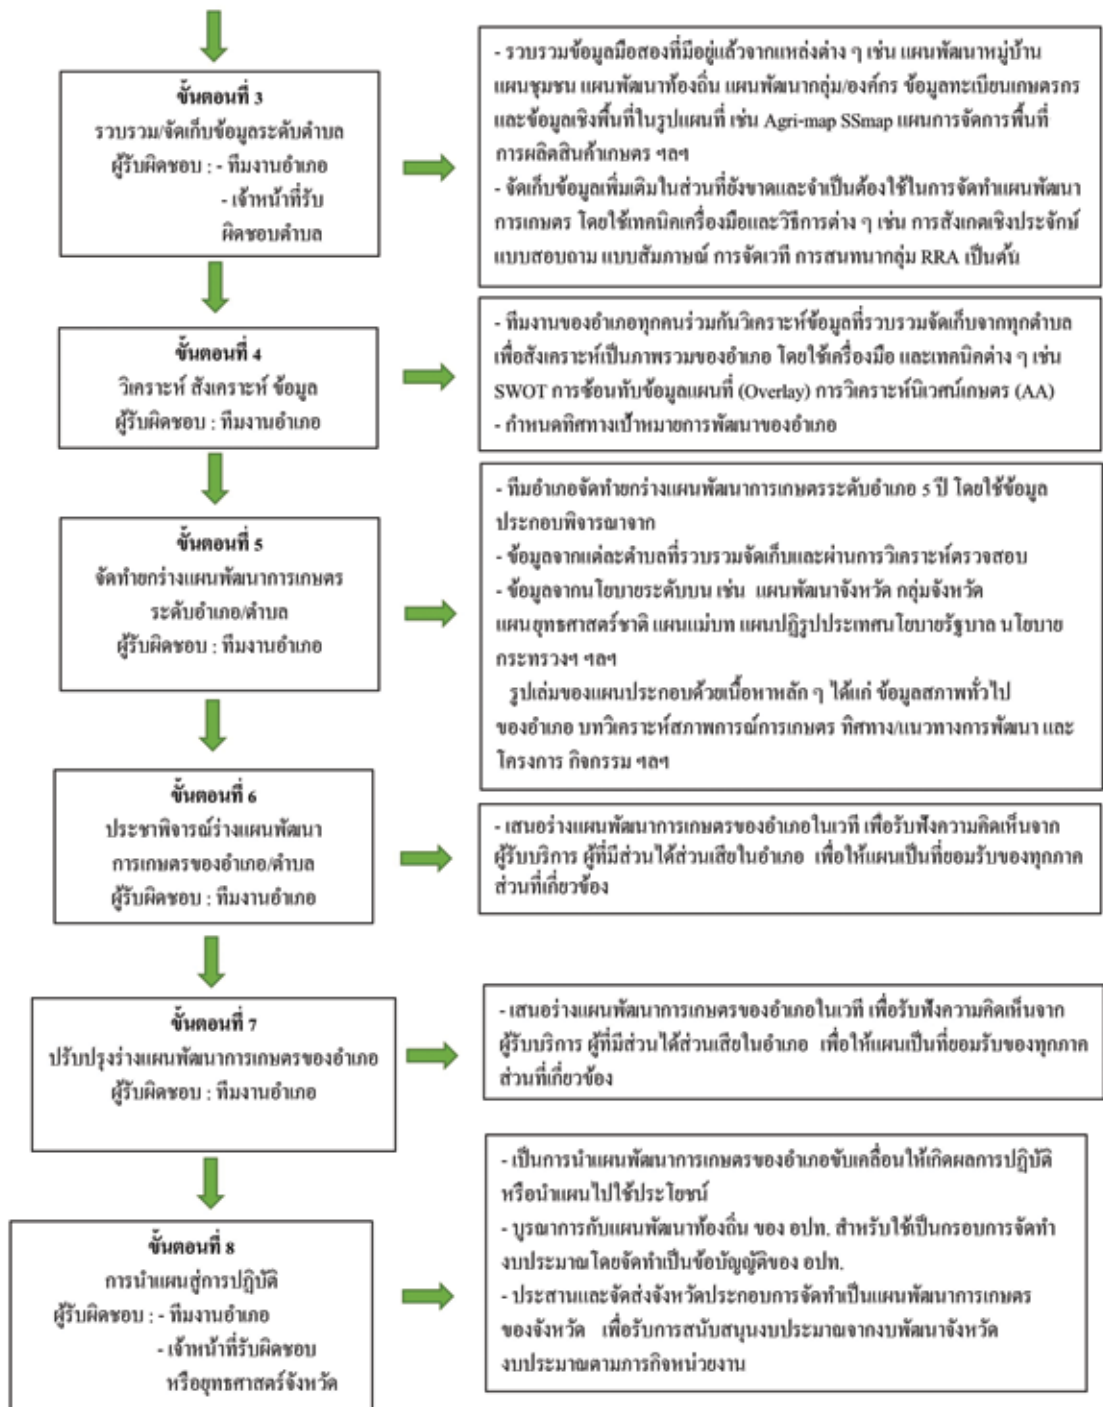 ขั้นตอนที่ 3
รวบรวม/จัดเก็บข้อมูลระดับตำบล
ผู้รับผิดชอบ : - ทีมงานอำเภอ
- เจ้าหน้าที่รับ
ผิดชอบตำบล
- รวบรวมข้อมูลมือสองที่มีอยู่แล้วจากแหล่งต่าง ๆ เช่น แผนพัฒนาหมู่บ้าน
แผนชุมชน แผนพัฒนาท้องถิ่น แผนพัฒนากลุ่ม/องค์กร ข้อมูลทะเบียนเกษตรกร
และข้อมูลเชิงพื้นที่ในรูปแผนที่ เช่น Agri-map SSmap แผนการจัดการพื้นที่
การผลิตสินค้าเกษตร ฯลฯ
- จัดเก็บข้อมูลเพิ่มเติมในส่วนที่ยังขาดและจำเป็นต้องใช้ในการจัดทำแผนพัฒนา
การเกษตร โดยใช้เทคนิคเครื่องมือและวิธีการต่าง ๆ เช่น การสังเกตเชิงประจักษ์
แบบสอบถาม แบบสัมภาษณ์ การจัดเวที การสนทนากลุ่ม RRA เป็นต้น
ขั้นตอนที่ 4
วิเคราะห์ สังเคราะห์ ข้อมูล
ผู้รับผิดชอบ : ทีมงานอำเภอ
- ทีมงานของอำเภอทุกคนร่วมกันวิเคราะห์ข้อมูลที่รวบรวมจัดเก็บจากทุกตำบล
เพื่อสังเคราะห์เป็นภาพรวมของอำเภอ โดยใช้เครื่องมือ และเทคนิคต่าง ๆ เช่น
SWOT การซ้อนทับข้อมูลแผนที่ (Overlay) การวิเคราะห์นิเวศน์เกษตร (AA)
- กำหนดทิศทางเป้าหมายการพัฒนาของอำเภอ
ขั้นตอนที่ 5
จัดทำยกร่างแผนพัฒนาการเกษตร
ระดับอำเภอ/ตำบล
ผู้รับผิดชอบ : ทีมงานอำเภอ
- ทีมอำเภอจัดทำยกร่างแผนพัฒนาการเกษตรระดับอำเภอ 5 ปี โดยใช้ข้อมูล
ประกอบพิจารณาจาก
- ข้อมูลจากแต่ละตำบลที่รวบรวมจัดเก็บและผ่านการวิเคราะห์ตรวจสอบ
- ข้อมูลจากนโยบายระดับบน เช่น แผนพัฒนาจังหวัด กลุ่มจังหวัด
แผนยุทธศาสตร์ชาติ แผนแม่บท แผนปฏิรูปประเทศนโยบายรัฐบาล นโยบาย
กระทรวงฯ ฯลฯ
รูปเล่มของแผนประกอบด้วยเนื้อหาหลัก ๆ ได้แก่ ข้อมูลสภาพทั่วไป
ของอำเภอ บทวิเคราะห์สภาพการณ์การเกษตร ทิศทาง/แนวทางการพัฒนา และ
โครงการ กิจกรรม ฯลฯ
ขั้นตอนที่ 6
ประชาพิจารณ์ร่างแผนพัฒนา
การเกษตรของอำเภอ/ตำบล
ผู้รับผิดชอบ : ทีมงานอำเภอ
- เสนอร่างแผนพัฒนาการเกษตรของอำเภอในเวที เพื่อรับฟังความคิดเห็นจาก
ผู้รับบริการ ผู้ที่มีส่วนได้ส่วนเสียในอำเภอ เพื่อให้แผนเป็นที่ยอมรับของทุกภาค
ส่วนที่เกี่ยวข้อง
ขั้นตอนที่ 7
ปรับปรุงร่างแผนพัฒนาการเกษตรของอำเภอ
ผู้รับผิดชอบ : ทีมงานอำเภอ
- เสนอร่างแผนพัฒนาการเกษตรของอำเภอในเวที เพื่อรับฟังความคิดเห็นจาก
ผู้รับบริการ ผู้ที่มีส่วนได้ส่วนเสียในอำเภอ เพื่อให้แผนเป็นที่ยอมรับของทุกภาค
ส่วนที่เกี่ยวข้อง
ขั้นตอนที่ 8
การนำแผนสู่การปฏิบัติ
ผู้รับผิดชอบ : - ทีมงานอำเภอ
- เจ้าหน้าที่รับผิดชอบ
หรือยุทธศาสตร์จังหวัด
- เป็นการนำแผนพัฒนาการเกษตรของอำเภอขับเคลื่อนให้เกิดผลการปฏิบัติ
หรือนำแผนไปใช้ประโยชน์
- บูรณาการกับแผนพัฒนาท้องถิ่น ของ อปท. สำหรับใช้เป็นกรอบการจัดทำ
งบประมาณโดยจัดทำเป็นข้อบัญญัติของ อปท.
- ประสานและจัดส่งจังหวัดประกอบการจัดทำเป็นแผนพัฒนาการเกษตร
ของจังหวัด เพื่อรับการสนับสนุนงบประมาณจากงบพัฒนาจังหวัด
งบประมาณตามภารกิจหน่วยงาน